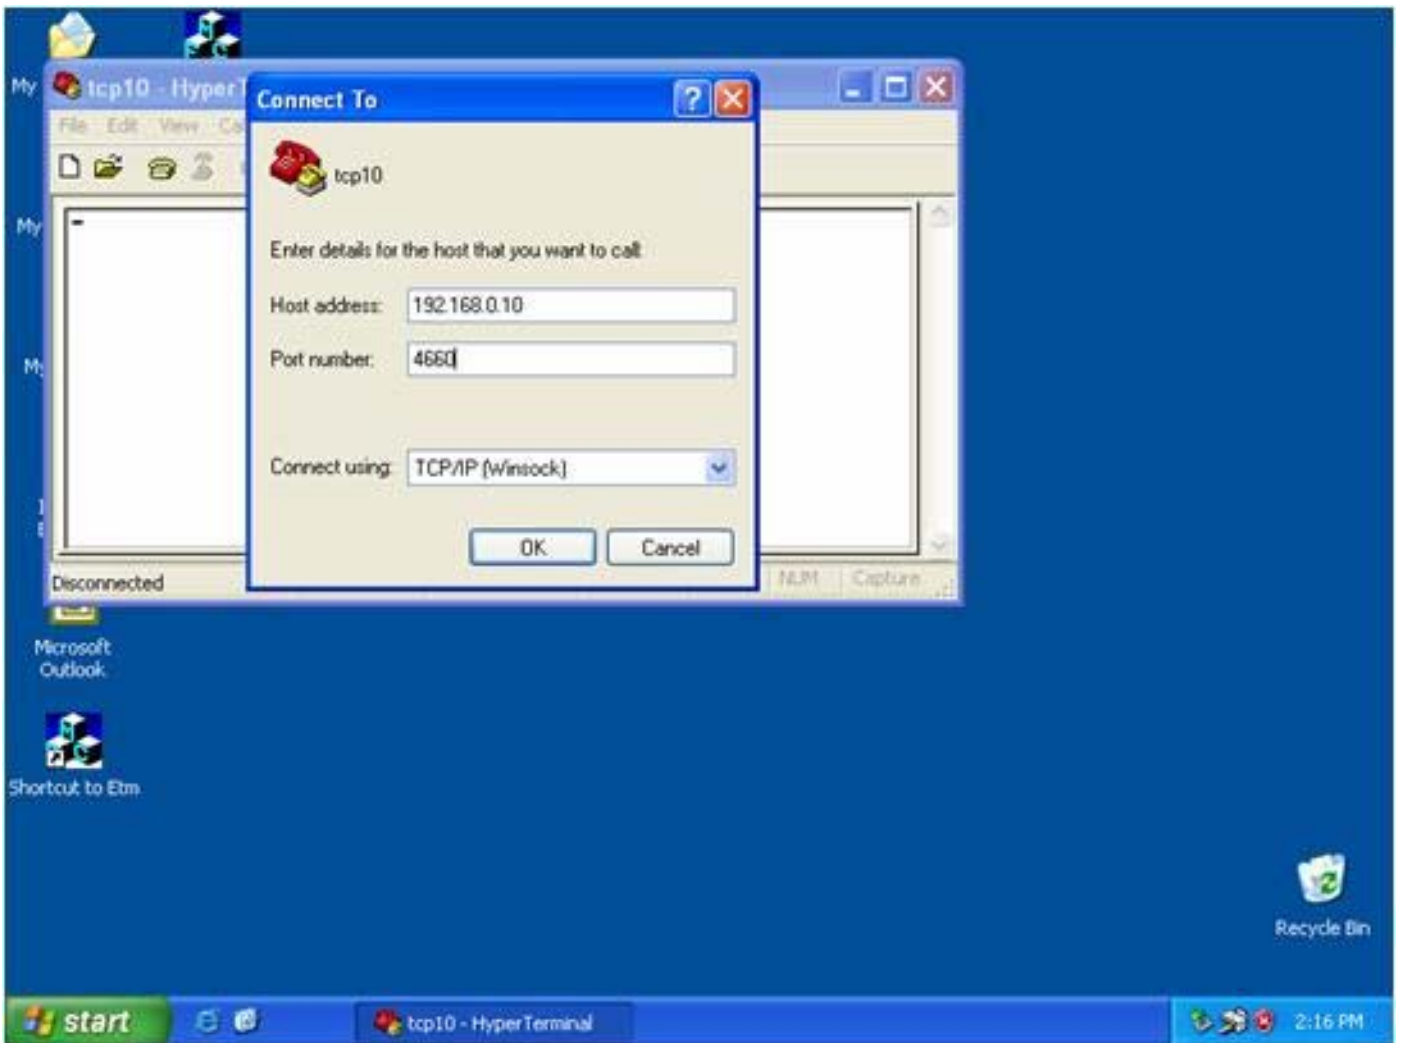 My
tcp10 - HyperT
Connect To
File Edit View Ca
tcp10
My
Enter details for the host that you want to call:
Host address: 192.168.0.10
Port number: 4660
My
Connect using: TCP/IP (Winsock)
OK Cancel
Disconnected
NUM Capture
Microsoft
Outlook
Shortcut to Etm
Recycle Bin
start
tcp10 - HyperTerminal
2:16 PM